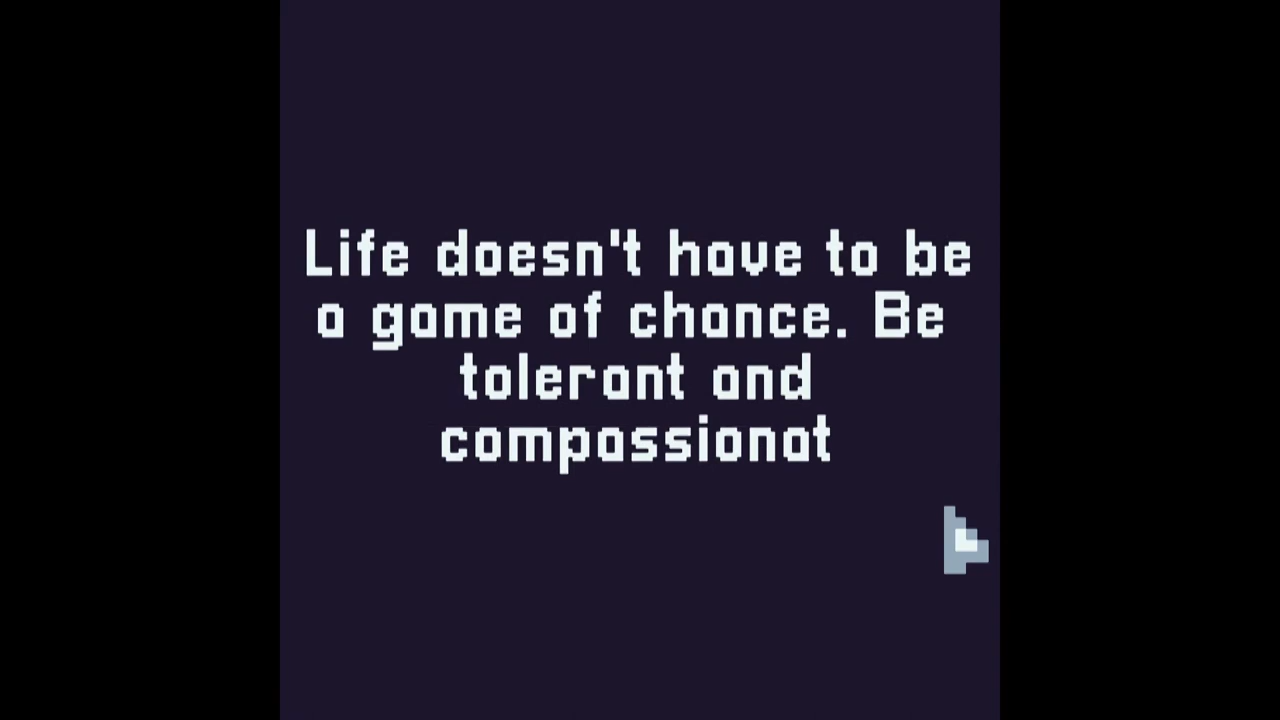 Life doesn't have to be
a game of chance. Be
tolerant and
compassionat